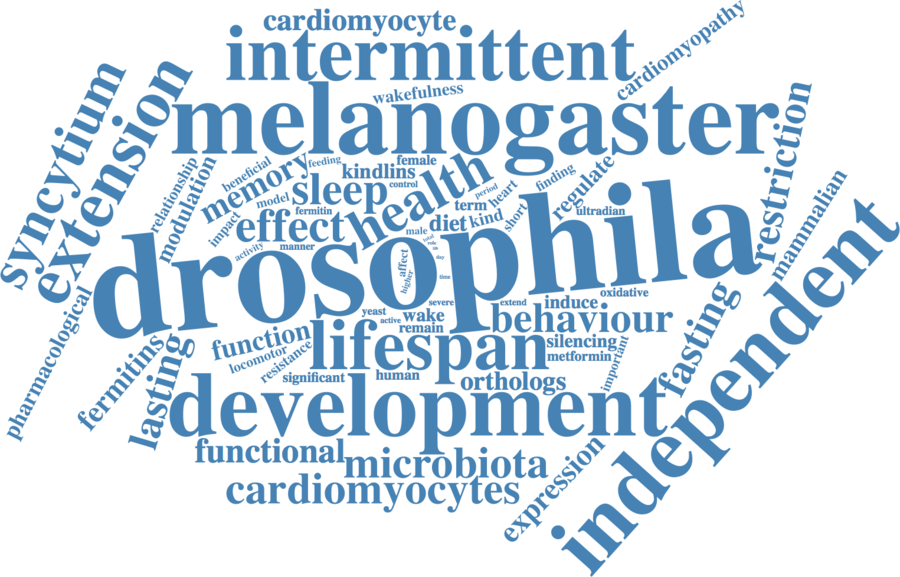 cardiomyocyte
cardiomyopathy
intermittent
wakefulness
melanogaster
syncytium
extension
restriction
relationship
modulation
beneficial
feeding
female
memory
kindlins
control
model
sleep
health
period
heart
finding
regulate
impact
fermitin
effect
term
diet
kind
short
ultradian
mammalian
activity
manner
male
total
role
day
time
affect
higher
drosophila
independent
pharmacological
fermitins
lasting
severe
extend
oxidative
yeast
active
wake
remain
induce
behaviour
fasting
function
locomotor
resistance
lifespan
silencing
metformin
important
significant
human
orthologs
development
functional
microbiota
cardiomyocytes
expression